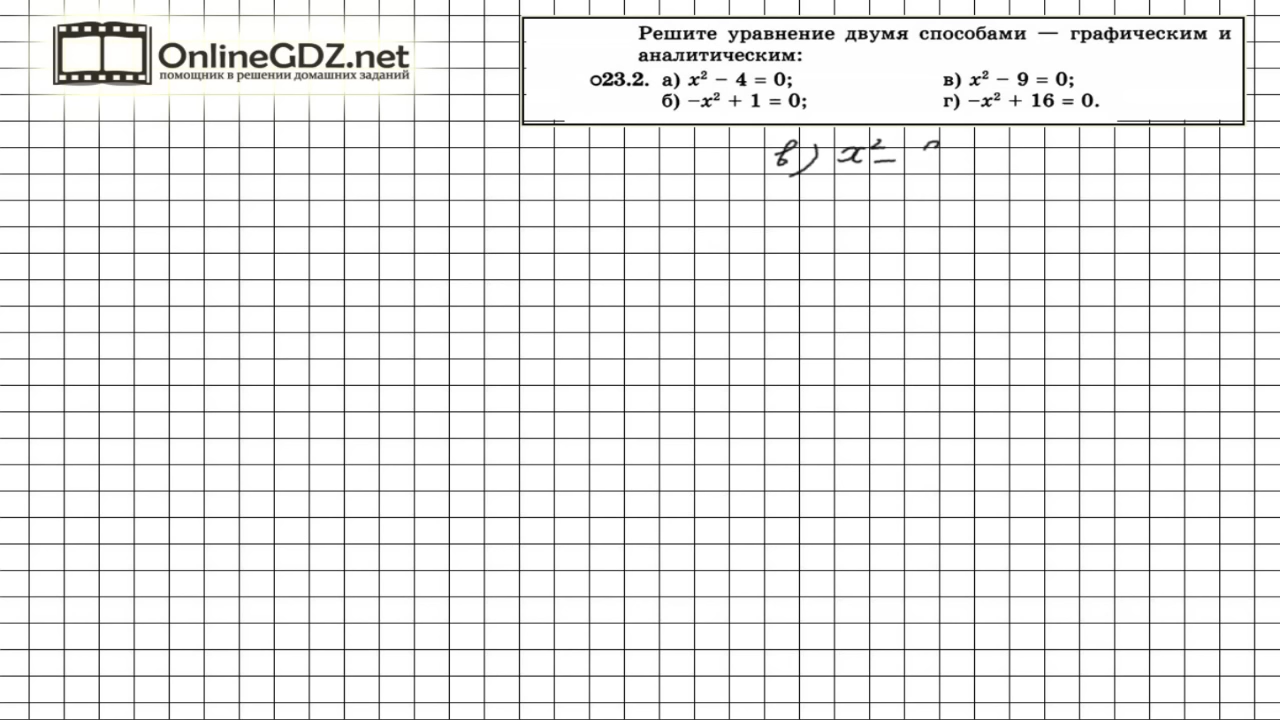 OnlineGDZ.net
помощник в решении домашних заданий
Решите уравнение двумя способами — графическим и
аналитическим:
○23.2. а) x² − 4 = 0; в) x² − 9 = 0;
б) −x² + 1 = 0; г) −x² + 16 = 0.
в) x² −